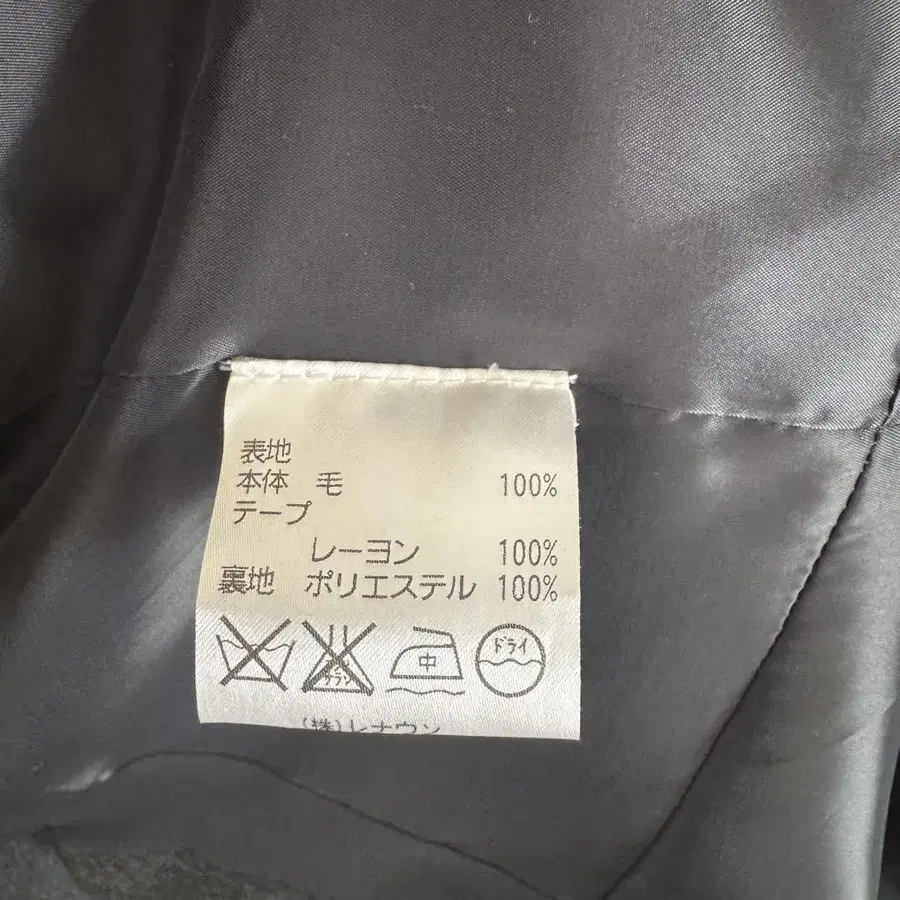 表地
本体 毛 100%
テープ
レーヨン 100%
裏地 ポリエステル 100%
中 ドライ
(株)レナウン